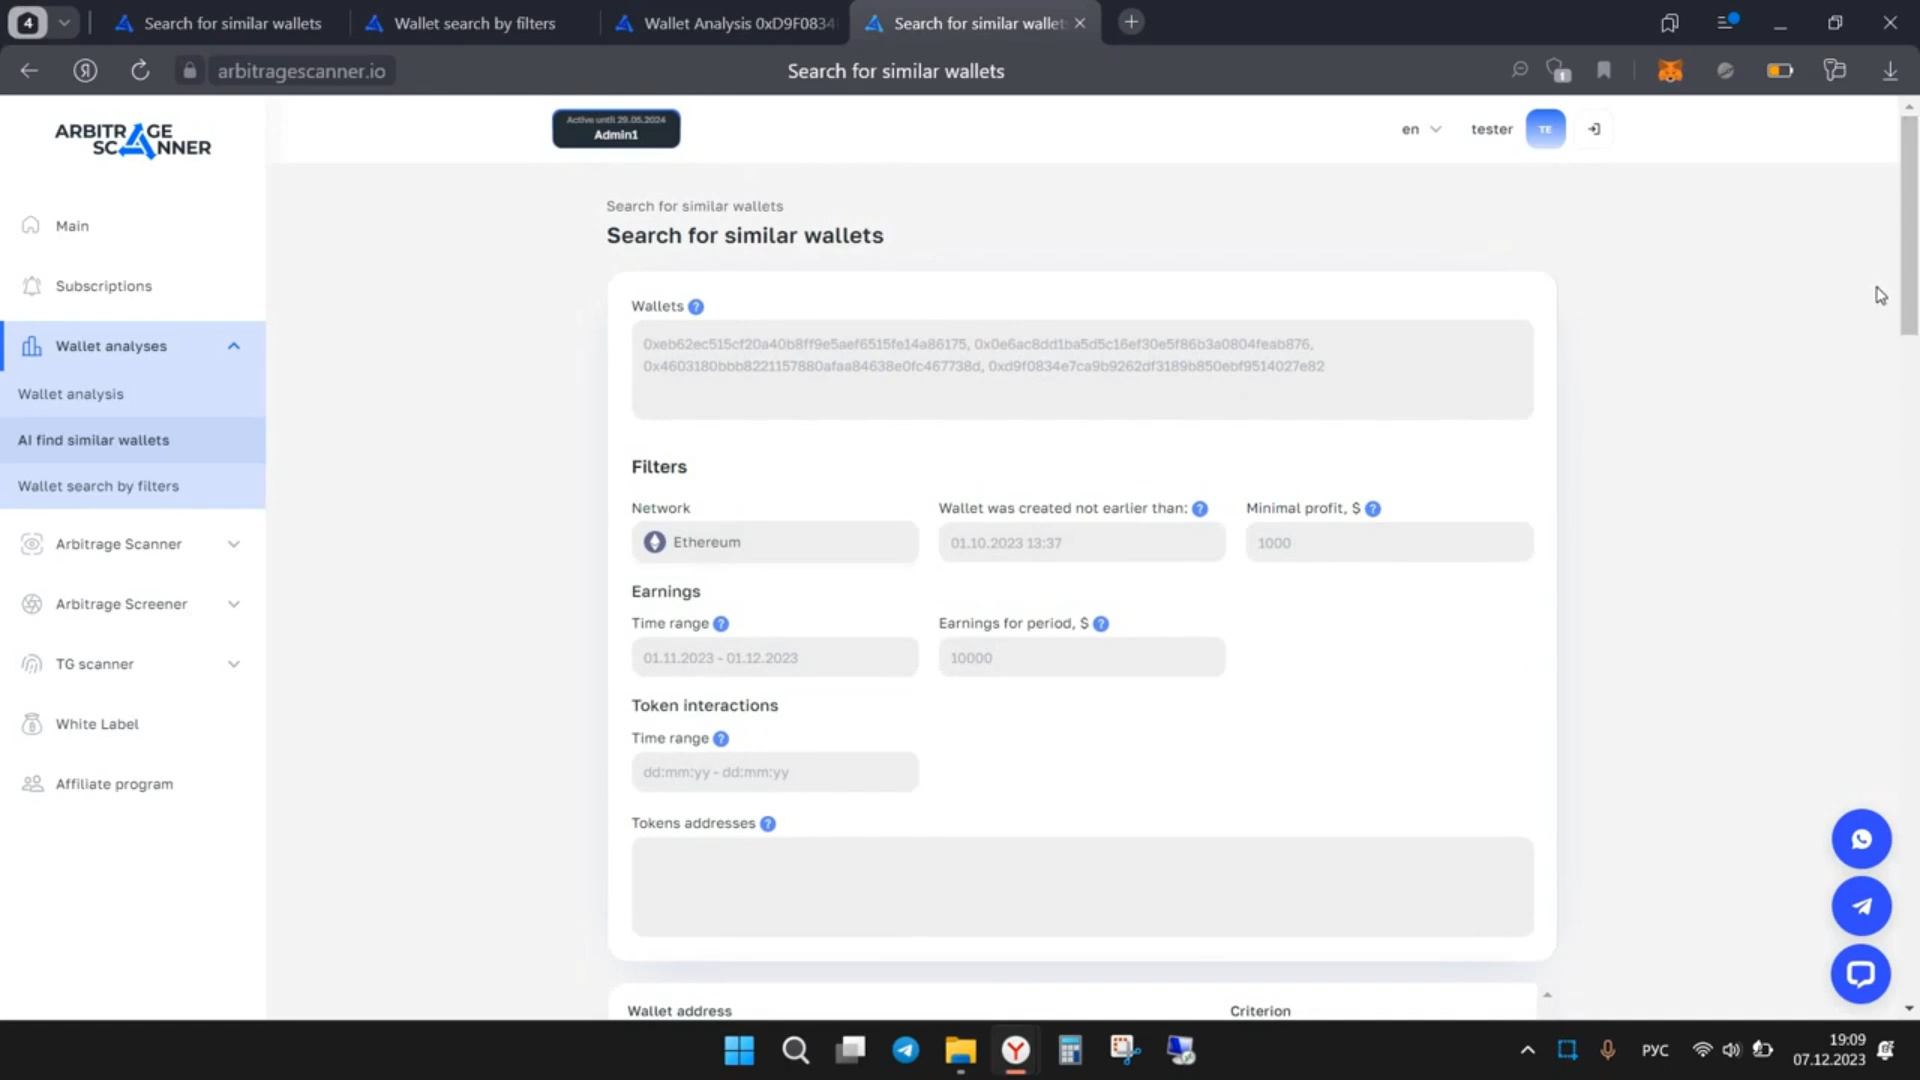 4
Search for similar wallets
Wallet search by filters
Wallet Analysis 0xD9F0834
Search for similar wallet
arbitragescanner.io
Search for similar wallets
1
ARBITRAGE
SCANNER
Active until 29.05.2024
Admin1
en
tester
TE
Main
Subscriptions
Wallet analyses
Wallet analysis
AI find similar wallets
Wallet search by filters
Arbitrage Scanner
Arbitrage Screener
TG scanner
White Label
Affiliate program
Search for similar wallets
Search for similar wallets
Wallets ?
0xeb62ec515cf20a40b8ff9e5aef6515fe14a86175, 0x0e6ac8dd1ba5d5c16ef30e5f86b3a0804feab876,
0x4603180bbb8221157880afaa84638e0fc467738d, 0xd9f0834e7ca9b9262df3189b850ebf9514027e82
Filters
Network
Wallet was created not earlier than: ?
Minimal profit, $ ?
Ethereum
01.10.2023 13:37
1000
Earnings
Time range ?
Earnings for period, $ ?
01.11.2023 - 01.12.2023
10000
Token interactions
Time range ?
dd:mm:yy - dd:mm:yy
Tokens addresses ?
Wallet address
Criterion
РУС
19:09
07.12.2023